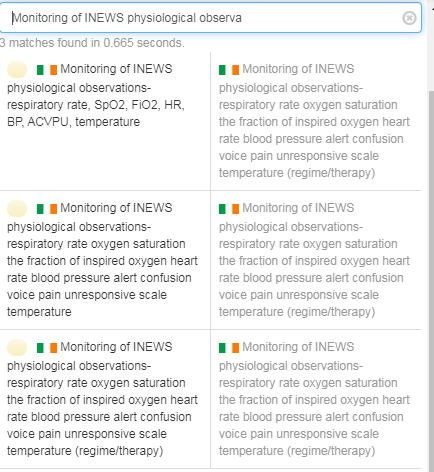 Monitoring of INEWS physiological observa
3 matches found in 0.665 seconds.
Monitoring of INEWS
physiological observations-
respiratory rate, SpO2, FiO2, HR,
BP, ACVPU, temperature
Monitoring of INEWS
physiological observations-
respiratory rate oxygen saturation
the fraction of inspired oxygen heart
rate blood pressure alert confusion
voice pain unresponsive scale
temperature (regime/therapy)
Monitoring of INEWS
physiological observations-
respiratory rate oxygen saturation
the fraction of inspired oxygen heart
rate blood pressure alert confusion
voice pain unresponsive scale
temperature
Monitoring of INEWS
physiological observations-
respiratory rate oxygen saturation
the fraction of inspired oxygen heart
rate blood pressure alert confusion
voice pain unresponsive scale
temperature (regime/therapy)
Monitoring of INEWS
physiological observations-
respiratory rate oxygen saturation
the fraction of inspired oxygen heart
rate blood pressure alert confusion
voice pain unresponsive scale
temperature (regime/therapy)
Monitoring of INEWS
physiological observations-
respiratory rate oxygen saturation
the fraction of inspired oxygen heart
rate blood pressure alert confusion
voice pain unresponsive scale
temperature (regime/therapy)